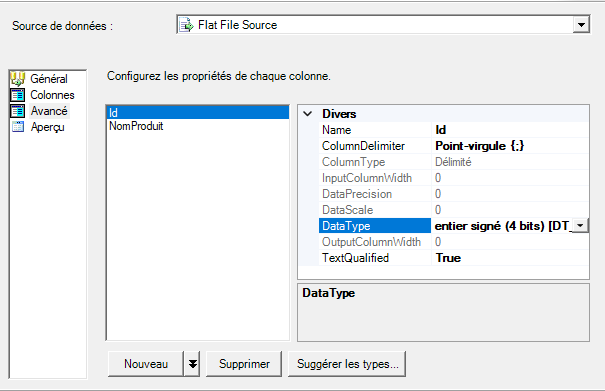 Source de données :
Flat File Source
Général
Colonnes
Avancé
Aperçu
Configurez les propriétés de chaque colonne.
Id
NomProduit
Divers
Name Id
ColumnDelimiter Point-virgule {;}
ColumnType Délimité
InputColumnWidth 0
DataPrecision 0
DataScale 0
DataType entier signé (4 bits) [DT_
OutputColumnWidth 0
TextQualified True
DataType
Nouveau
Supprimer
Suggérer les types...